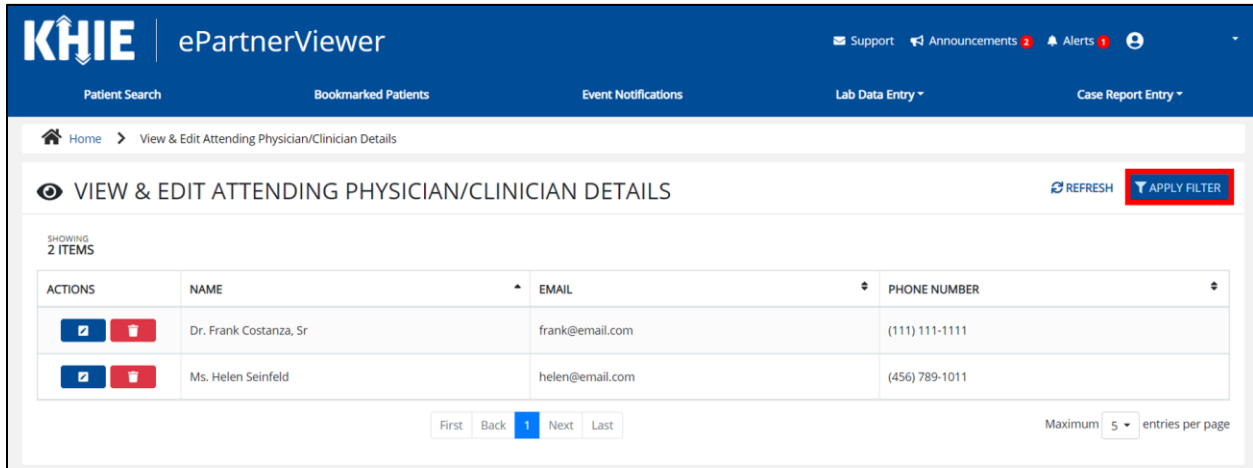 KHIE ePartnerViewer
Support Announcements 2 Alerts 1
Patient Search Bookmarked Patients Event Notifications Lab Data Entry Case Report Entry
Home > View & Edit Attending Physician/Clinician Details
VIEW & EDIT ATTENDING PHYSICIAN/CLINICIAN DETAILS REFRESH APPLY FILTER
SHOWING
2 ITEMS
ACTIONS NAME EMAIL PHONE NUMBER
Dr. Frank Costanza, Sr frank@email.com (111) 111-1111
Ms. Helen Seinfeld helen@email.com (456) 789-1011
First Back 1 Next Last Maximum 5 entries per page